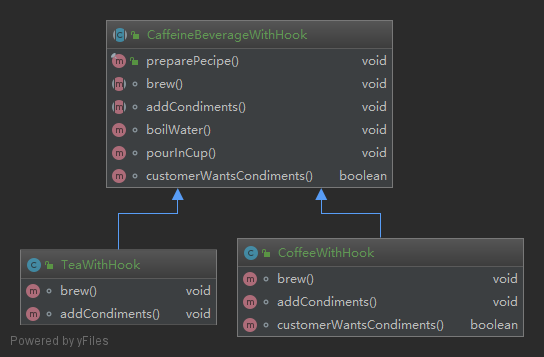 CaffeineBeverageWithHook
preparePecipe() void
brew() void
addCondiments() void
boilWater() void
pourInCup() void
customerWantsCondiments() boolean
TeaWithHook
brew() void
addCondiments() void
CoffeeWithHook
brew() void
addCondiments() void
customerWantsCondiments() boolean
Powered by yFiles